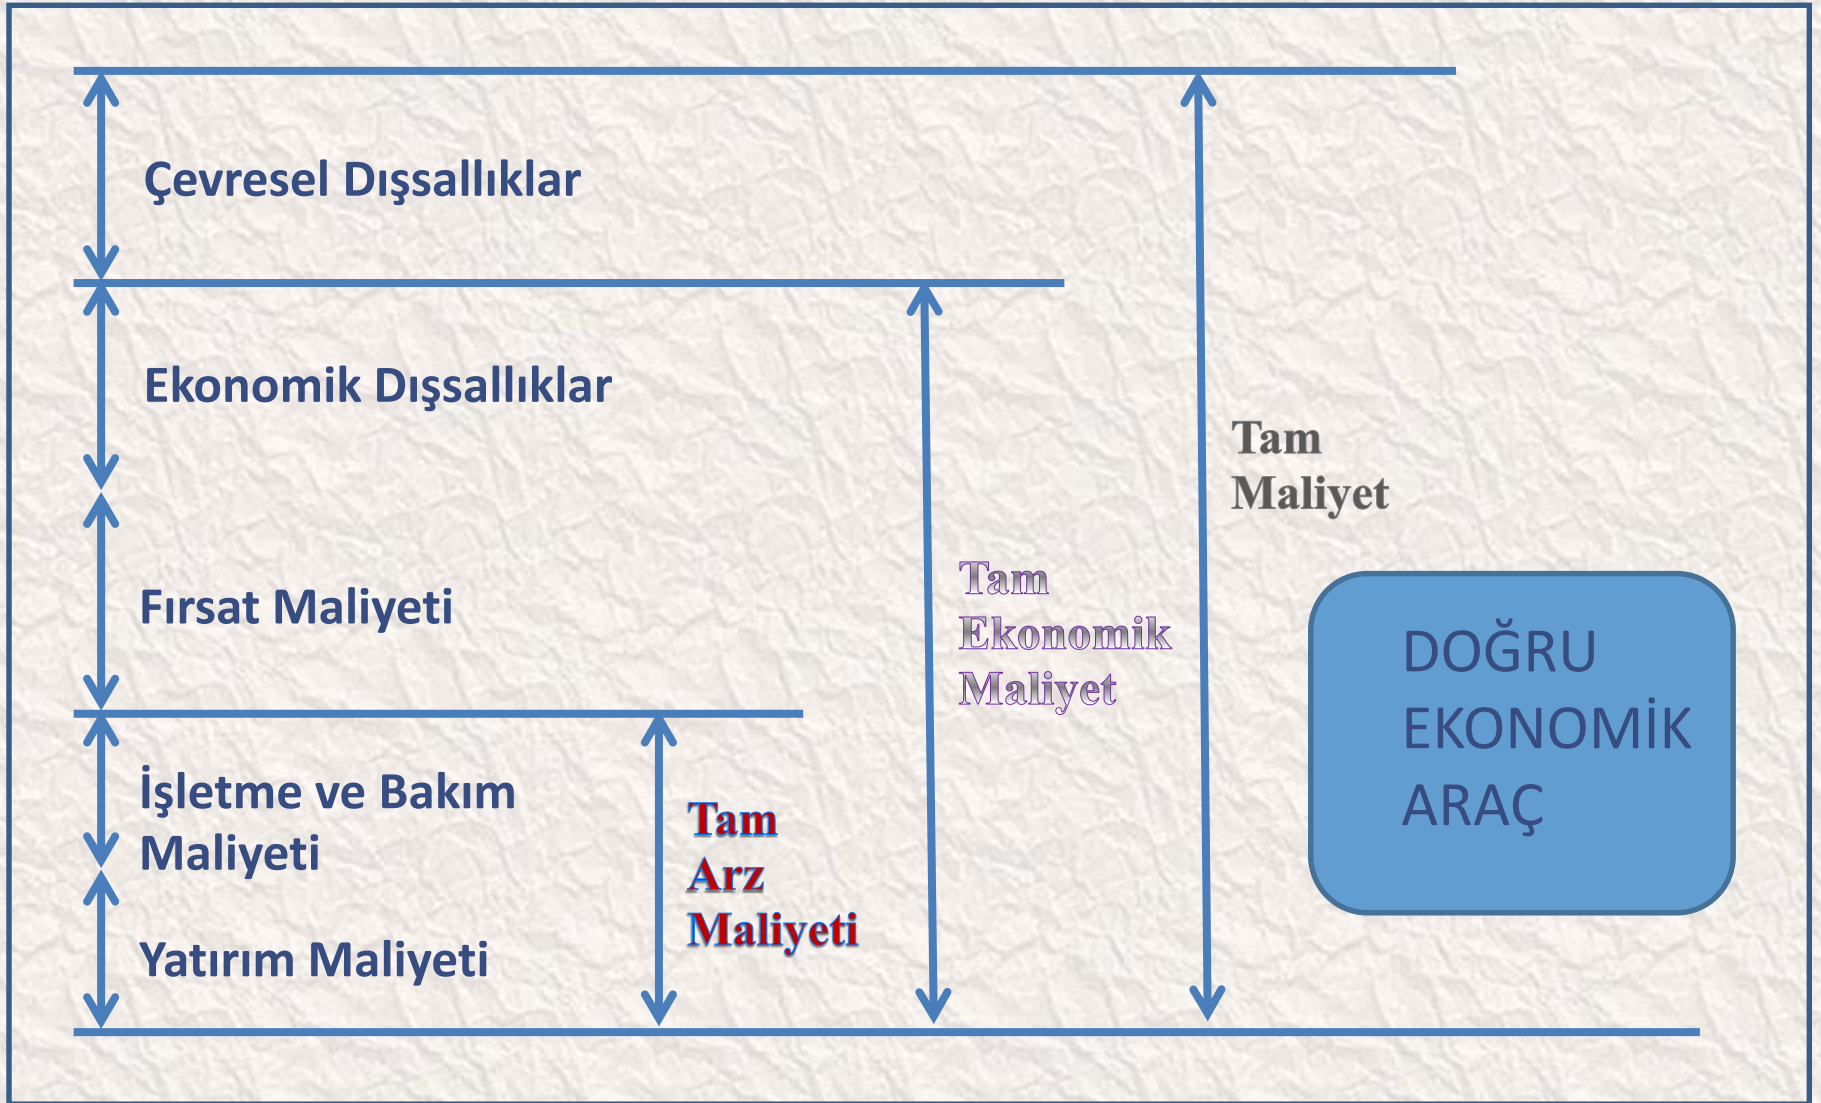 Çevresel Dışsallıklar
Ekonomik Dışsallıklar
Fırsat Maliyeti
İşletme ve Bakım
Maliyeti
Yatırım Maliyeti
Tam
Arz
Maliyeti
Tam
Ekonomik
Maliyet
Tam
Maliyet
DOĞRU
EKONOMİK
ARAÇ